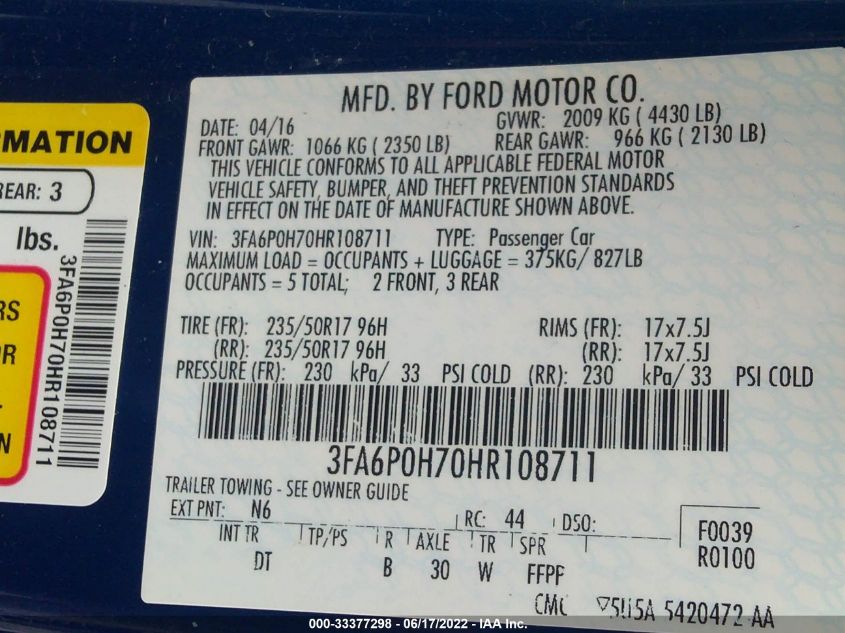 MFD. BY FORD MOTOR CO.
DATE: 04/16 GVWR: 2009 KG ( 4430 LB)
FRONT GAWR: 1066 KG ( 2350 LB) REAR GAWR: 966 KG ( 2130 LB)
THIS VEHICLE CONFORMS TO ALL APPLICABLE FEDERAL MOTOR
VEHICLE SAFETY, BUMPER, AND THEFT PREVENTION STANDARDS
IN EFFECT ON THE DATE OF MANUFACTURE SHOWN ABOVE.
VIN: 3FA6P0H70HR108711 TYPE: Passenger Car
MAXIMUM LOAD = OCCUPANTS + LUGGAGE = 375KG/ 827LB
OCCUPANTS = 5 TOTAL; 2 FRONT, 3 REAR
TIRE (FR): 235/50R17 96H RIMS (FR): 17x7.5J
(RR): 235/50R17 96H (RR): 17x7.5J
PRESSURE (FR): 230 kPa/ 33 PSI COLD (RR): 230 kPa/ 33 PSI COLD
3FA6P0H70HR108711
TRAILER TOWING - SEE OWNER GUIDE
EXT PNT: N6 RC: 44 DSO:
INT TR TP/PS R AXLE TR SPR
DT B 30 W FFPP
F0039
R0100
5U5A 5420472 AA
REAR: 3
lbs.
3FA6P0H70HR108711
000-33377298 - 06/17/2022 - IAA Inc.